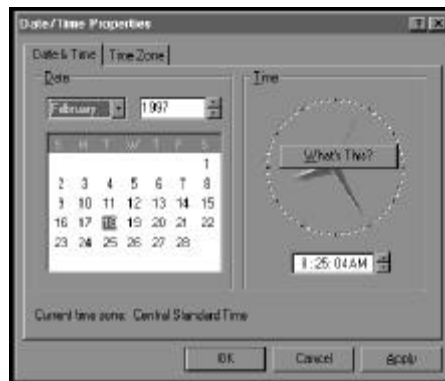 Date/Time Properties
Date & Time Time Zone
Date
Time
February 1997
S M T W T F S
1
2 3 4 5 6 7 8
9 10 11 12 13 14 15
16 17 18 19 20 21 22
23 24 25 26 27 28
What's This?
8:25:04 AM
Current time zone: Central Standard Time
OK Cancel Apply